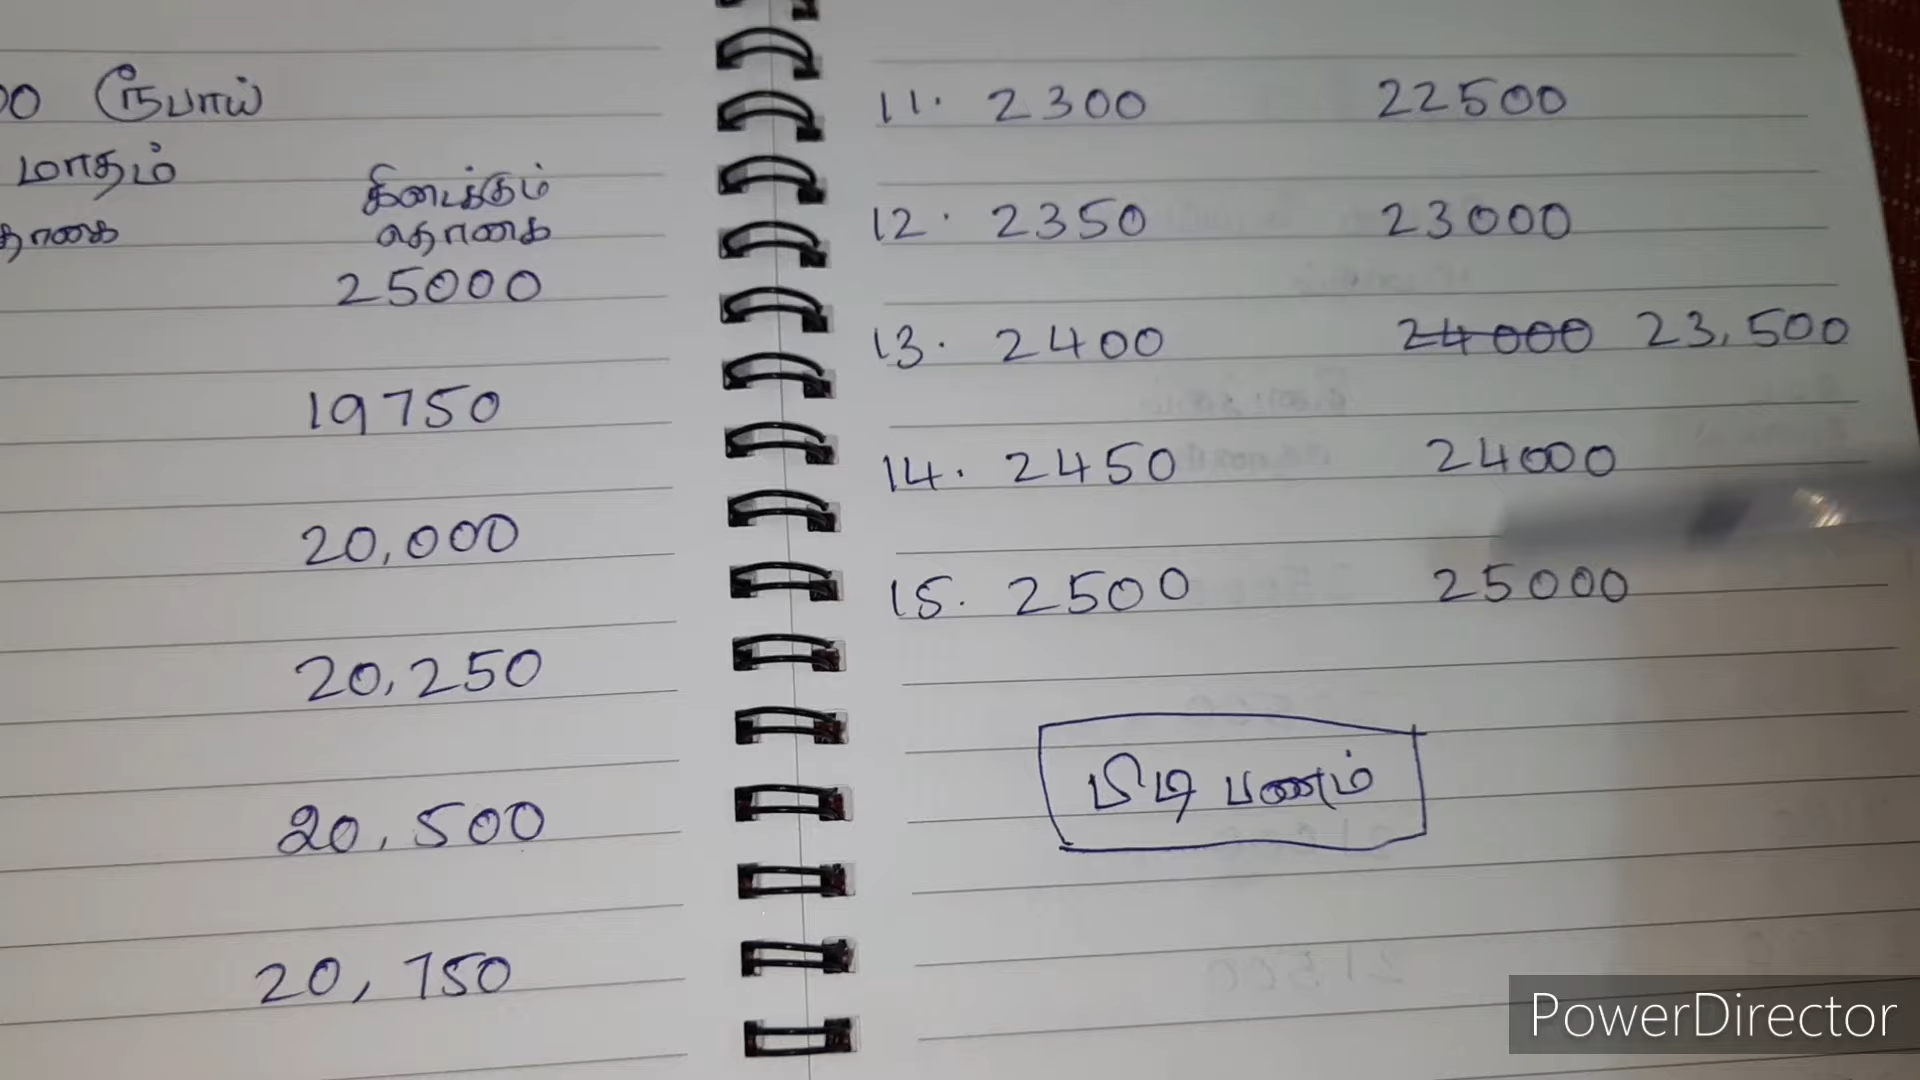 00 ரூபாய்
மாதம்
தொகை
கிடைக்கும்
தொகை
25000
19750
20,000
20,250
20,500
20,750
11. 2300 22500
12. 2350 23000
13. 2400 24000 23,500
14. 2450 24000
15. 2500 25000
பிடி பணம்
PowerDirector